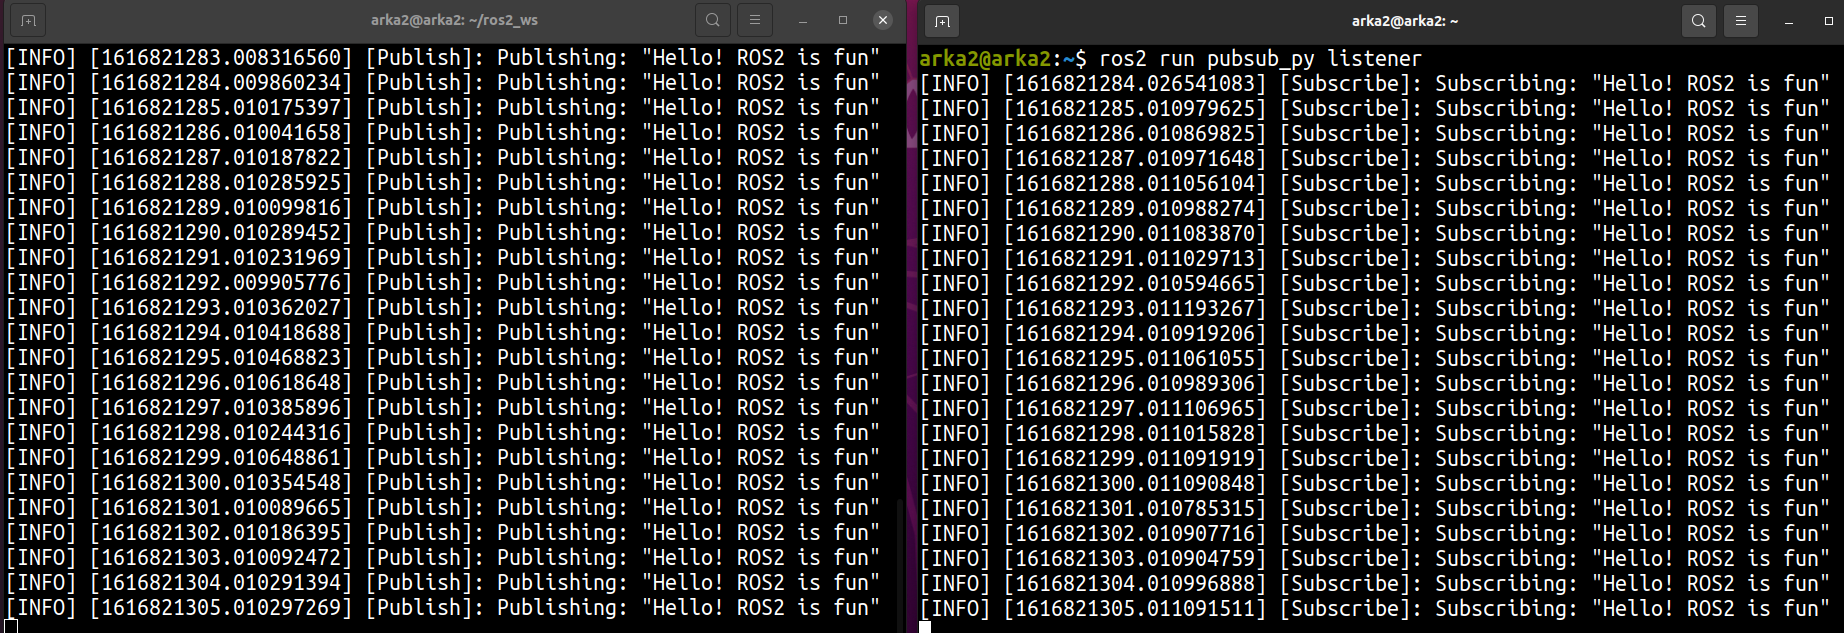 arka2@arka2: ~/ros2_ws
[INFO] [1616821283.008316560] [Publish]: Publishing: "Hello! ROS2 is fun"
[INFO] [1616821284.009860234] [Publish]: Publishing: "Hello! ROS2 is fun"
[INFO] [1616821285.010175397] [Publish]: Publishing: "Hello! ROS2 is fun"
[INFO] [1616821286.010041658] [Publish]: Publishing: "Hello! ROS2 is fun"
[INFO] [1616821287.010187822] [Publish]: Publishing: "Hello! ROS2 is fun"
[INFO] [1616821288.010285925] [Publish]: Publishing: "Hello! ROS2 is fun"
[INFO] [1616821289.010099816] [Publish]: Publishing: "Hello! ROS2 is fun"
[INFO] [1616821290.010289452] [Publish]: Publishing: "Hello! ROS2 is fun"
[INFO] [1616821291.010231969] [Publish]: Publishing: "Hello! ROS2 is fun"
[INFO] [1616821292.009905776] [Publish]: Publishing: "Hello! ROS2 is fun"
[INFO] [1616821293.010362027] [Publish]: Publishing: "Hello! ROS2 is fun"
[INFO] [1616821294.010418688] [Publish]: Publishing: "Hello! ROS2 is fun"
[INFO] [1616821295.010468823] [Publish]: Publishing: "Hello! ROS2 is fun"
[INFO] [1616821296.010618648] [Publish]: Publishing: "Hello! ROS2 is fun"
[INFO] [1616821297.010385896] [Publish]: Publishing: "Hello! ROS2 is fun"
[INFO] [1616821298.010244316] [Publish]: Publishing: "Hello! ROS2 is fun"
[INFO] [1616821299.010648861] [Publish]: Publishing: "Hello! ROS2 is fun"
[INFO] [1616821300.010354548] [Publish]: Publishing: "Hello! ROS2 is fun"
[INFO] [1616821301.010089665] [Publish]: Publishing: "Hello! ROS2 is fun"
[INFO] [1616821302.010186395] [Publish]: Publishing: "Hello! ROS2 is fun"
[INFO] [1616821303.010092472] [Publish]: Publishing: "Hello! ROS2 is fun"
[INFO] [1616821304.010291394] [Publish]: Publishing: "Hello! ROS2 is fun"
[INFO] [1616821305.010297269] [Publish]: Publishing: "Hello! ROS2 is fun"
arka2@arka2: ~
arka2@arka2:~$ ros2 run pubsub_py listener
[INFO] [1616821284.026541083] [Subscribe]: Subscribing: "Hello! ROS2 is fun"
[INFO] [1616821285.010979625] [Subscribe]: Subscribing: "Hello! ROS2 is fun"
[INFO] [1616821286.010869825] [Subscribe]: Subscribing: "Hello! ROS2 is fun"
[INFO] [1616821287.010971648] [Subscribe]: Subscribing: "Hello! ROS2 is fun"
[INFO] [1616821288.011056104] [Subscribe]: Subscribing: "Hello! ROS2 is fun"
[INFO] [1616821289.010988274] [Subscribe]: Subscribing: "Hello! ROS2 is fun"
[INFO] [1616821290.011083870] [Subscribe]: Subscribing: "Hello! ROS2 is fun"
[INFO] [1616821291.011029713] [Subscribe]: Subscribing: "Hello! ROS2 is fun"
[INFO] [1616821292.010594665] [Subscribe]: Subscribing: "Hello! ROS2 is fun"
[INFO] [1616821293.011193267] [Subscribe]: Subscribing: "Hello! ROS2 is fun"
[INFO] [1616821294.010919206] [Subscribe]: Subscribing: "Hello! ROS2 is fun"
[INFO] [1616821295.011061055] [Subscribe]: Subscribing: "Hello! ROS2 is fun"
[INFO] [1616821296.010989306] [Subscribe]: Subscribing: "Hello! ROS2 is fun"
[INFO] [1616821297.011106965] [Subscribe]: Subscribing: "Hello! ROS2 is fun"
[INFO] [1616821298.011015828] [Subscribe]: Subscribing: "Hello! ROS2 is fun"
[INFO] [1616821299.011091919] [Subscribe]: Subscribing: "Hello! ROS2 is fun"
[INFO] [1616821300.011090848] [Subscribe]: Subscribing: "Hello! ROS2 is fun"
[INFO] [1616821301.010785315] [Subscribe]: Subscribing: "Hello! ROS2 is fun"
[INFO] [1616821302.010907716] [Subscribe]: Subscribing: "Hello! ROS2 is fun"
[INFO] [1616821303.010904759] [Subscribe]: Subscribing: "Hello! ROS2 is fun"
[INFO] [1616821304.010996888] [Subscribe]: Subscribing: "Hello! ROS2 is fun"
[INFO] [1616821305.011091511] [Subscribe]: Subscribing: "Hello! ROS2 is fun"